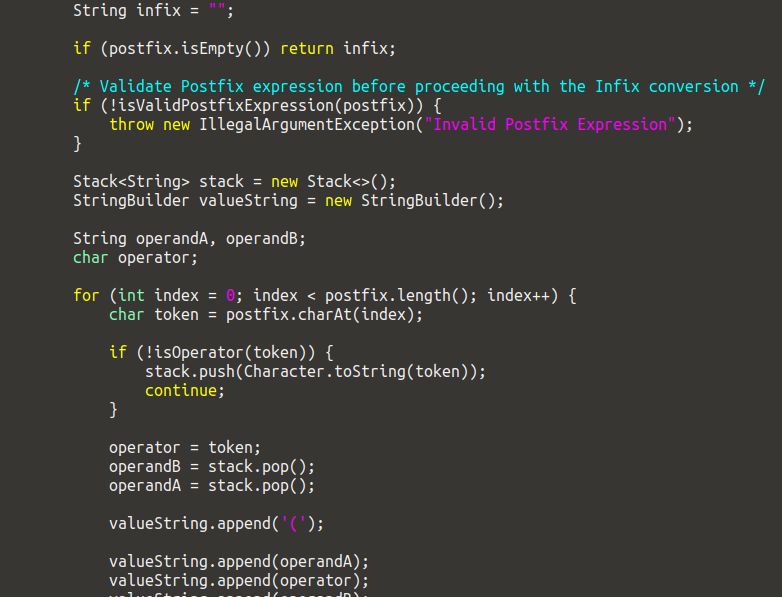 String infix = "";
if (postfix.isEmpty()) return infix;
/* Validate Postfix expression before proceeding with the Infix conversion */
if (!isValidPostfixExpression(postfix)) {
throw new IllegalArgumentException("Invalid Postfix Expression");
}
Stack<String> stack = new Stack<>();
StringBuilder valueString = new StringBuilder();
String operandA, operandB;
char operator;
for (int index = 0; index < postfix.length(); index++) {
char token = postfix.charAt(index);
if (!isOperator(token)) {
stack.push(Character.toString(token));
continue;
}
operator = token;
operandB = stack.pop();
operandA = stack.pop();
valueString.append('(');
valueString.append(operandA);
valueString.append(operator);